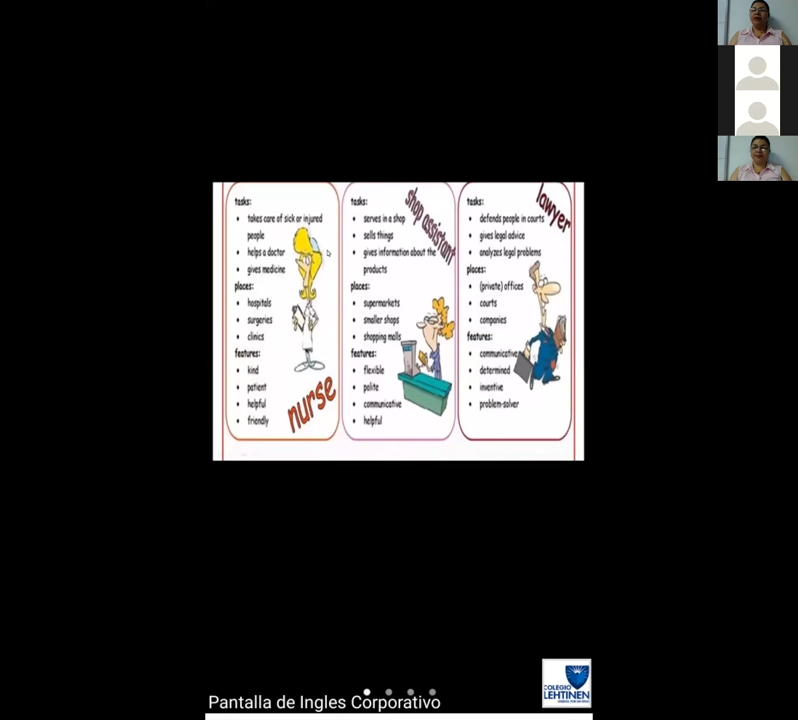 tasks:
• takes care of sick or injured
people
• helps a doctor
• gives medicine
places:
• hospitals
• surgeries
• clinics
features:
• kind
• patient
• helpful
• friendly
nurse
shop assistant
tasks:
• serves in a shop
• sells things
• gives information about the
products
places:
• supermarkets
• smaller shops
• shopping malls
features:
• flexible
• polite
• communicative
• helpful
lawyer
tasks:
• defends people in courts
• gives legal advice
• analyzes legal problems
places:
• (private) offices
• courts
• companies
features:
• communicative
• determined
• inventive
• problem-solver
Pantalla de Ingles Corporativo
COLEGIO
LEHTINEN